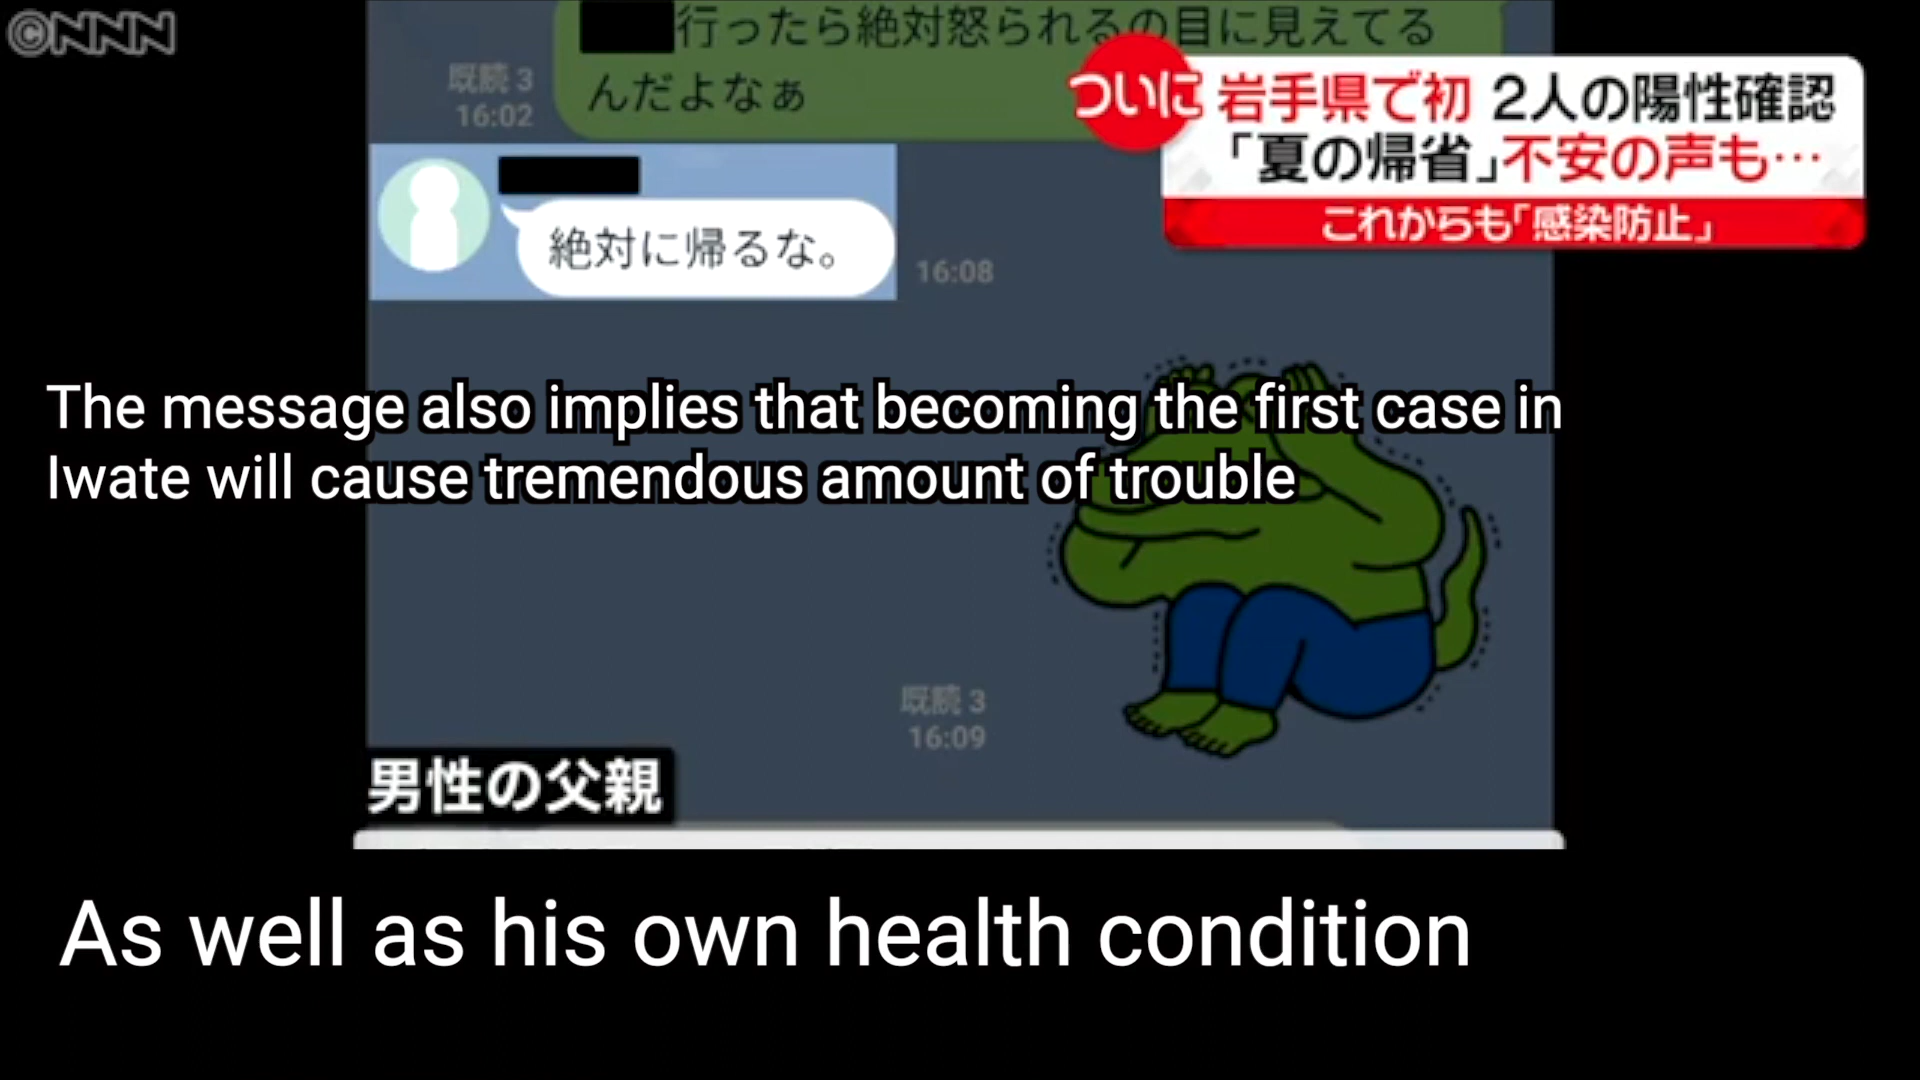 ©NNN
行ったら絶対怒られるの目に見えてる
んだよなぁ
既読 3
16:02
ついに 岩手県で初 2人の陽性確認
「夏の帰省」不安の声も…
これからも「感染防止」
絶対に帰るな。
16:08
The message also implies that becoming the first case in
Iwate will cause tremendous amount of trouble
既読 3
16:09
男性の父親
As well as his own health condition